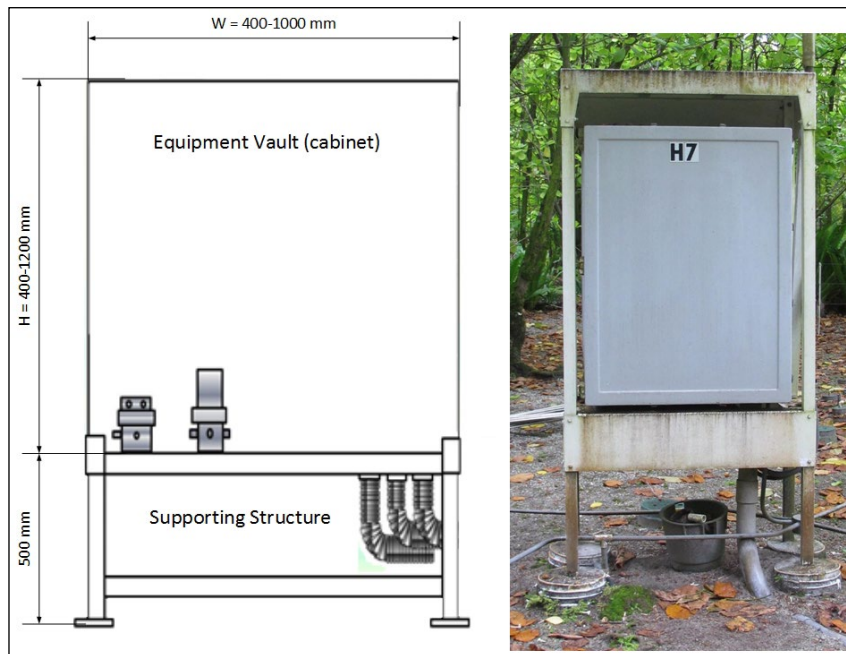 W = 400-1000 mm
Equipment Vault (cabinet)
H = 400-1200 mm
Supporting Structure
500 mm
H7